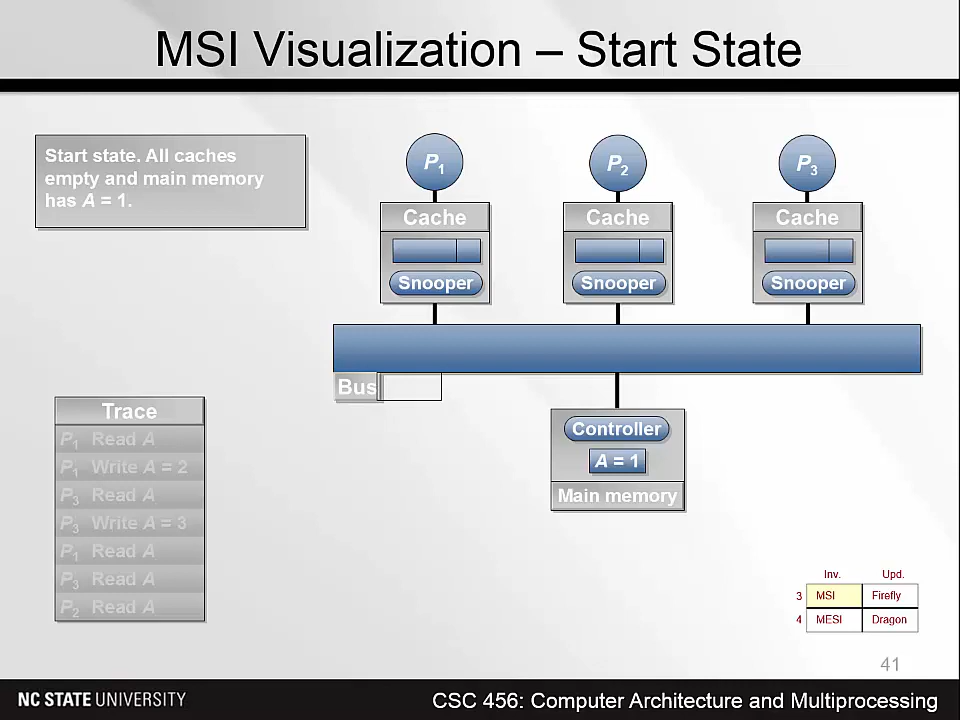 MSI Visualization – Start State
Start state. All caches
empty and main memory
has A = 1.
P1
P2
P3
Cache
Cache
Cache
Snooper
Snooper
Snooper
Bus
Controller
A = 1
Main memory
Trace
P1 Read A
P1 Write A = 2
P3 Read A
P3 Write A = 3
P1 Read A
P3 Read A
P2 Read A
Inv. Upd.
3 MSI Firefly
4 MESI Dragon
41
NC STATE UNIVERSITY
CSC 456: Computer Architecture and Multiprocessing